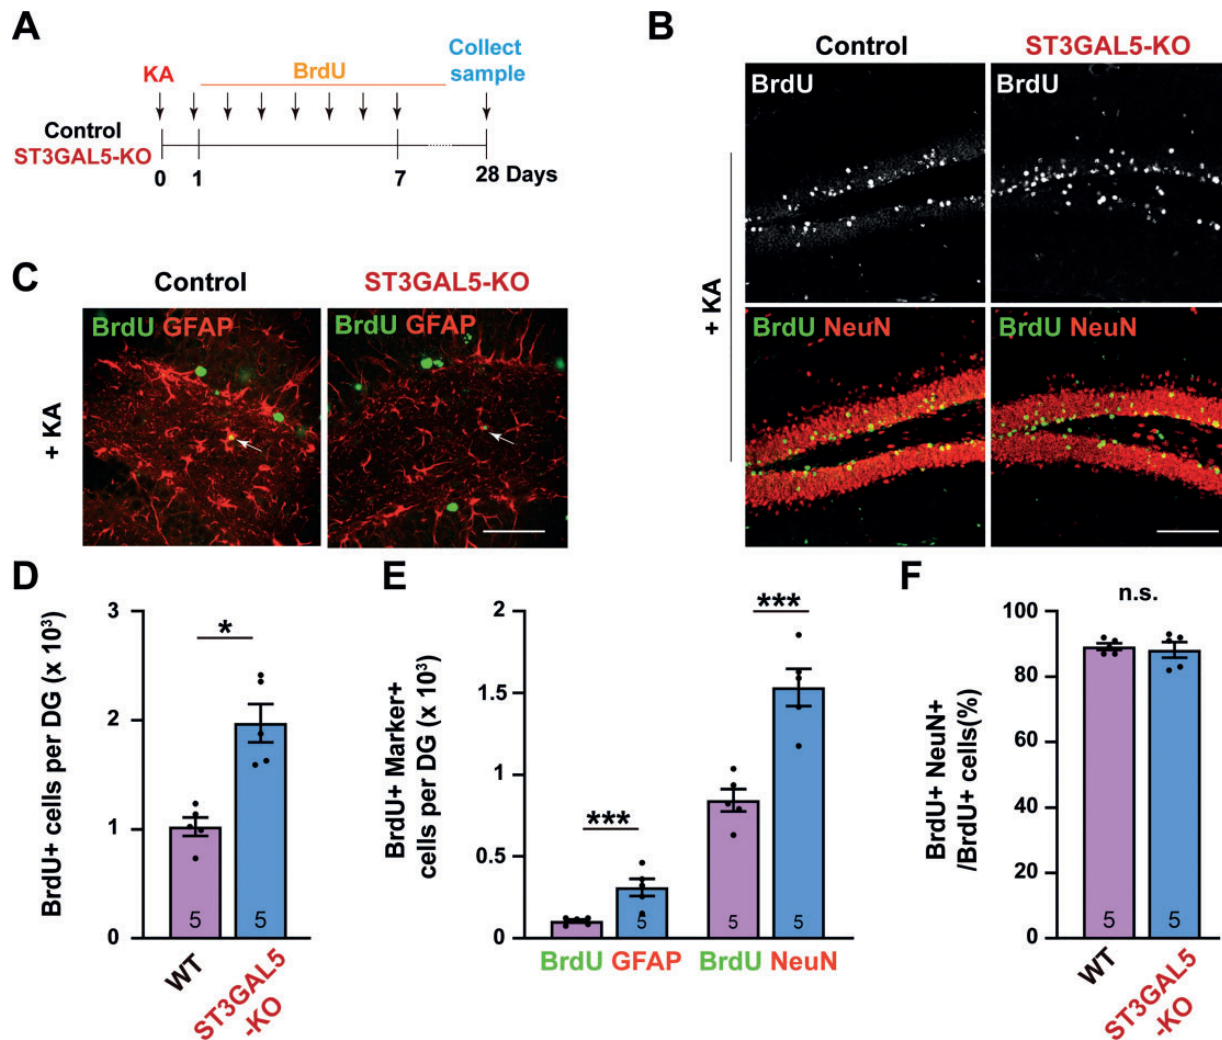 A
KA
BrdU
Collect
sample
Control
ST3GAL5-KO
0
1
7
28 Days
B
Control
ST3GAL5-KO
BrdU
BrdU
+ KA
BrdU NeuN
BrdU NeuN
C
Control
ST3GAL5-KO
BrdU GFAP
BrdU GFAP
+ KA
D
BrdU+ cells per DG (x 10³)
3
2
1
0
*
5
5
WT
ST3GAL5
-KO
E
BrdU+ Marker+
cells per DG (x 10³)
2
1.5
1
0.5
0
***
***
5
5
5
BrdU GFAP
BrdU NeuN
F
BrdU+ NeuN+
/BrdU+ cells(%)
100
80
60
40
20
0
n.s.
5
5
WT
ST3GAL5
-KO